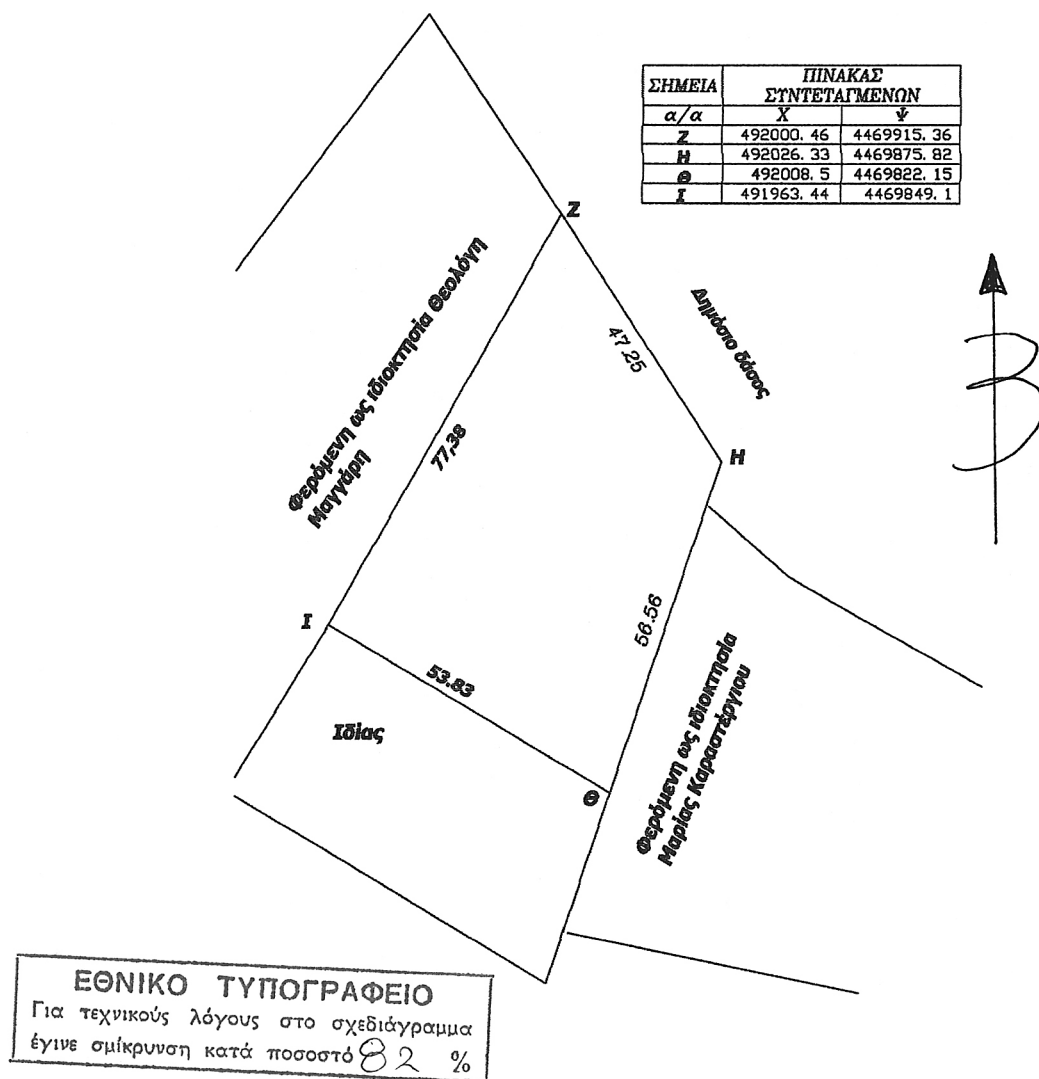 ΣΗΜΕΙΑ ΠΙΝΑΚΑΣ ΣΥΝΤΕΤΑΓΜΕΝΩΝ
α/α Χ Ψ
Ζ 492000. 46 4469915. 36
Η 492026. 33 4469875. 82
Θ 492008. 5 4469822. 15
Ι 491963. 44 4469849. 1
Ζ
Φερόμενη ως ιδιοκτησία Θεολόγη
Μαγγάρη
Δημόσιο δάσος
47.25
Β
77,38
Η
Ι
56.56
53.83
Ιδίας
Θ
Φερόμενη ως ιδιοκτησία
Μαρίας Καραστέργιου
ΕΘΝΙΚΟ ΤΥΠΟΓΡΑΦΕΙΟ
Για τεχνικούς λόγους στο σχεδιάγραμμα
έγινε σμίκρυνση κατά ποσοστό 82 %